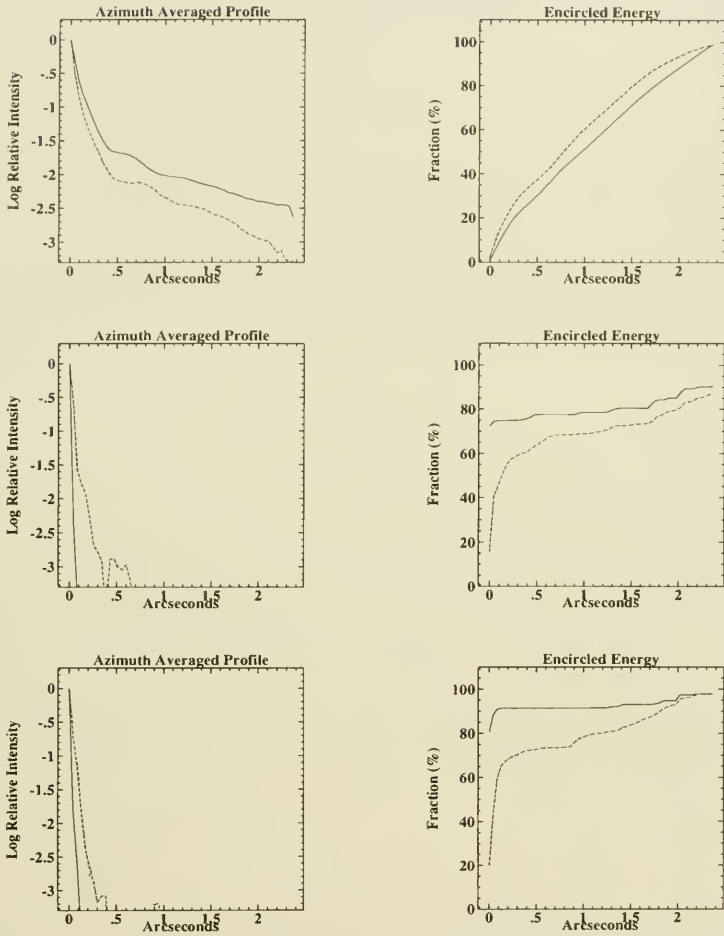 Azimuth Averaged Profile
Log Relative Intensity
0
-.5
-1
-1.5
-2
-2.5
-3
0 .5 1 1.5 2
Arcseconds
Encircled Energy
Fraction (%)
100
80
60
40
20
0
0 .5 1 1.5 2
Arcseconds
Azimuth Averaged Profile
Log Relative Intensity
0
-.5
-1
-1.5
-2
-2.5
-3
0 .5 1 1.5 2
Arcseconds
Encircled Energy
Fraction (%)
100
80
60
40
20
0
0 .5 1 1.5 2
Arcseconds
Azimuth Averaged Profile
Log Relative Intensity
0
-.5
-1
-1.5
-2
-2.5
-3
0 .5 1 1.5 2
Arcseconds
Encircled Energy
Fraction (%)
100
80
60
40
20
0
0 .5 1 1.5 2
Arcseconds